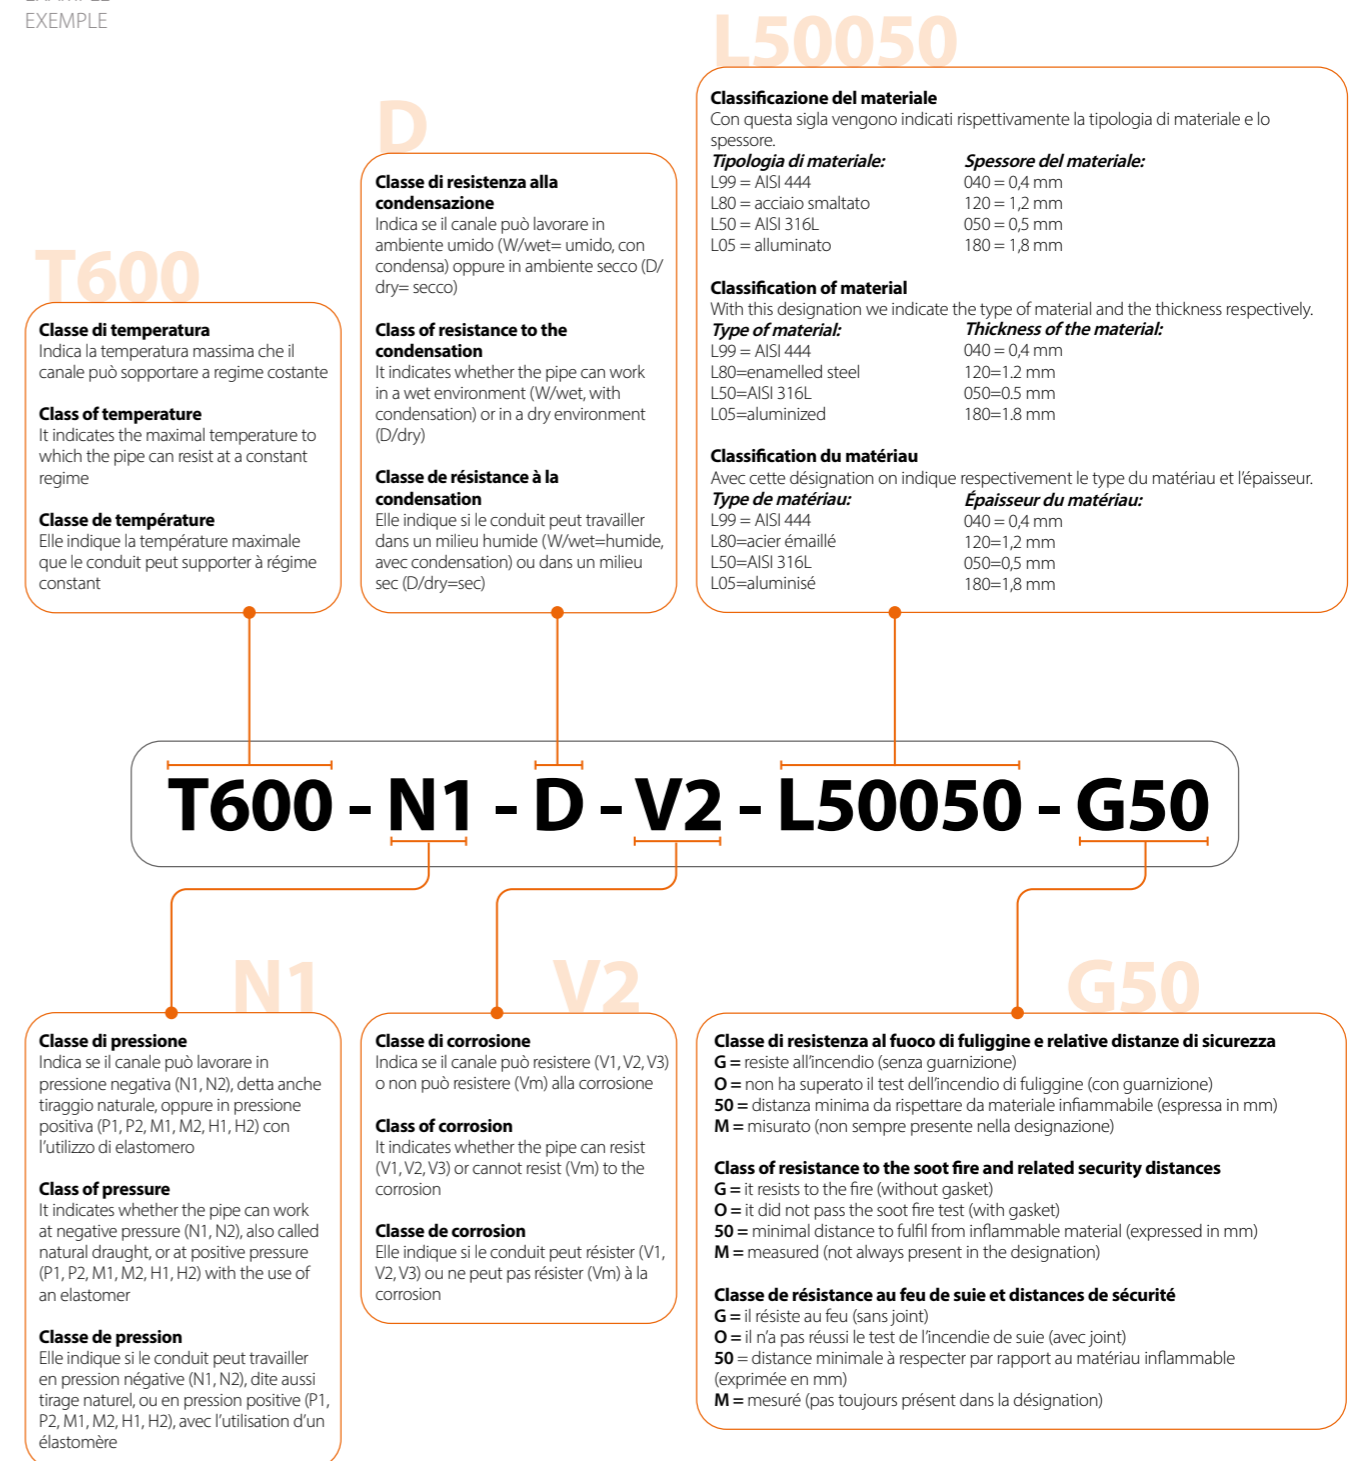 EXEMPLE
L50050
Classificazione del materiale
Con questa sigla vengono indicati rispettivamente la tipologia di materiale e lo
spessore.
Tipologia di materiale:
L99 = AISI 444
L80 = acciaio smaltato
L50 = AISI 316L
L05 = alluminato
Spessore del materiale:
040 = 0,4 mm
120 = 1,2 mm
050 = 0,5 mm
180 = 1,8 mm
Classification of material
With this designation we indicate the type of material and the thickness respectively.
Type of material:
L99 = AISI 444
L80=enamelled steel
L50=AISI 316L
L05=aluminized
Thickness of the material:
040 = 0,4 mm
120=1.2 mm
050=0.5 mm
180=1.8 mm
Classification du matériau
Avec cette désignation on indique respectivement le type du matériau et l'épaisseur.
Type de matériau:
L99 = AISI 444
L80=acier émaillé
L50=AISI 316L
L05=aluminisé
Épaisseur du matériau:
040 = 0,4 mm
120=1,2 mm
050=0,5 mm
180=1,8 mm
D
Classe di resistenza alla
condensazione
Indica se il canale può lavorare in
ambiente umido (W/wet= umido, con
condensa) oppure in ambiente secco (D/
dry= secco)
Class of resistance to the
condensation
It indicates whether the pipe can work
in a wet environment (W/wet, with
condensation) or in a dry environment
(D/dry)
Classe de résistance à la
condensation
Elle indique si le conduit peut travailler
dans un milieu humide (W/wet=humide,
avec condensation) ou dans un milieu
sec (D/dry=sec)
T600
Classe di temperatura
Indica la temperatura massima che il
canale può sopportare a regime costante
Class of temperature
It indicates the maximal temperature to
which the pipe can resist at a constant
regime
Classe de température
Elle indique la température maximale
que le conduit peut supporter à régime
constant
T600 - N1 - D - V2 - L50050 - G50
N1
Classe di pressione
Indica se il canale può lavorare in
pressione negativa (N1, N2), detta anche
tiraggio naturale, oppure in pressione
positiva (P1, P2, M1, M2, H1, H2) con
l'utilizzo di elastomero
Class of pressure
It indicates whether the pipe can work
at negative pressure (N1, N2), also called
natural draught, or at positive pressure
(P1, P2, M1, M2, H1, H2) with the use of
an elastomer
Classe de pression
Elle indique si le conduit peut travailler
en pression négative (N1, N2), dite aussi
tirage naturel, ou en pression positive (P1,
P2, M1, M2, H1, H2), avec l'utilisation d'un
élastomère
V2
Classe di corrosione
Indica se il canale può resistere (V1, V2, V3)
o non può resistere (Vm) alla corrosione
Class of corrosion
It indicates whether the pipe can resist
(V1, V2, V3) or cannot resist (Vm) to the
corrosion
Classe de corrosion
Elle indique si le conduit peut résister (V1,
V2, V3) ou ne peut pas résister (Vm) à la
corrosion
G50
Classe di resistenza al fuoco di fuliggine e relative distanze di sicurezza
G = resiste all'incendio (senza guarnizione)
O = non ha superato il test dell'incendio di fuliggine (con guarnizione)
50 = distanza minima da rispettare da materiale infiammabile (espressa in mm)
M = misurato (non sempre presente nella designazione)
Class of resistance to the soot fire and related security distances
G = it resists to the fire (without gasket)
O = it did not pass the soot fire test (with gasket)
50 = minimal distance to fulfil from inflammable material (expressed in mm)
M = measured (not always present in the designation)
Classe de résistance au feu de suie et distances de sécurité
G = il résiste au feu (sans joint)
O = il n'a pas réussi le test de l'incendie de suie (avec joint)
50 = distance minimale à respecter par rapport au matériau inflammable
(exprimée en mm)
M = mesuré (pas toujours présent dans la désignation)